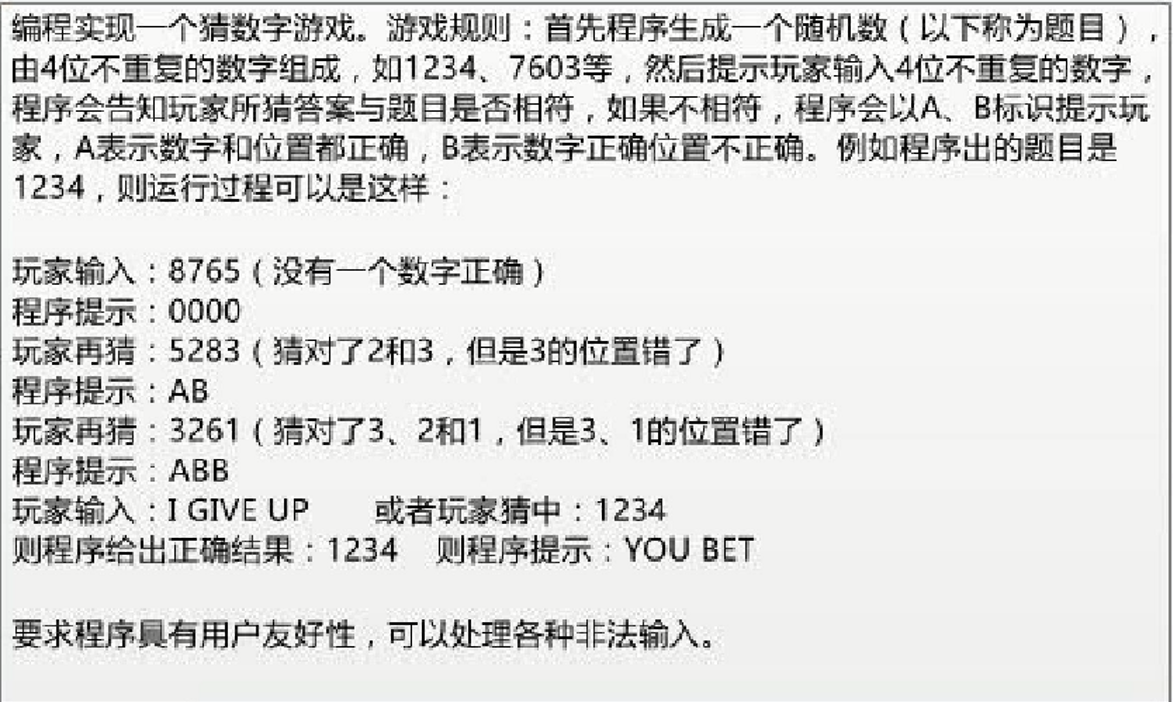 编程实现一个猜数字游戏。游戏规则：首先程序生成一个随机数（以下称为题目），
由4位不重复的数字组成，如1234、7603等，然后提示玩家输入4位不重复的数字，
程序会告知玩家所猜答案与题目是否相符，如果不相符，程序会以A、B标识提示玩
家，A表示数字和位置都正确，B表示数字正确位置不正确。例如程序出的题目是
1234，则运行过程可以是这样：
玩家输入：8765（没有一个数字正确）
程序提示：0000
玩家再猜：5283（猜对了2和3，但是3的位置错了）
程序提示：AB
玩家再猜：3261（猜对了3、2和1，但是3、1的位置错了）
程序提示：ABB
玩家输入：I GIVE UP 或者玩家猜中：1234
则程序给出正确结果：1234 则程序提示：YOU BET
要求程序具有用户友好性，可以处理各种非法输入。